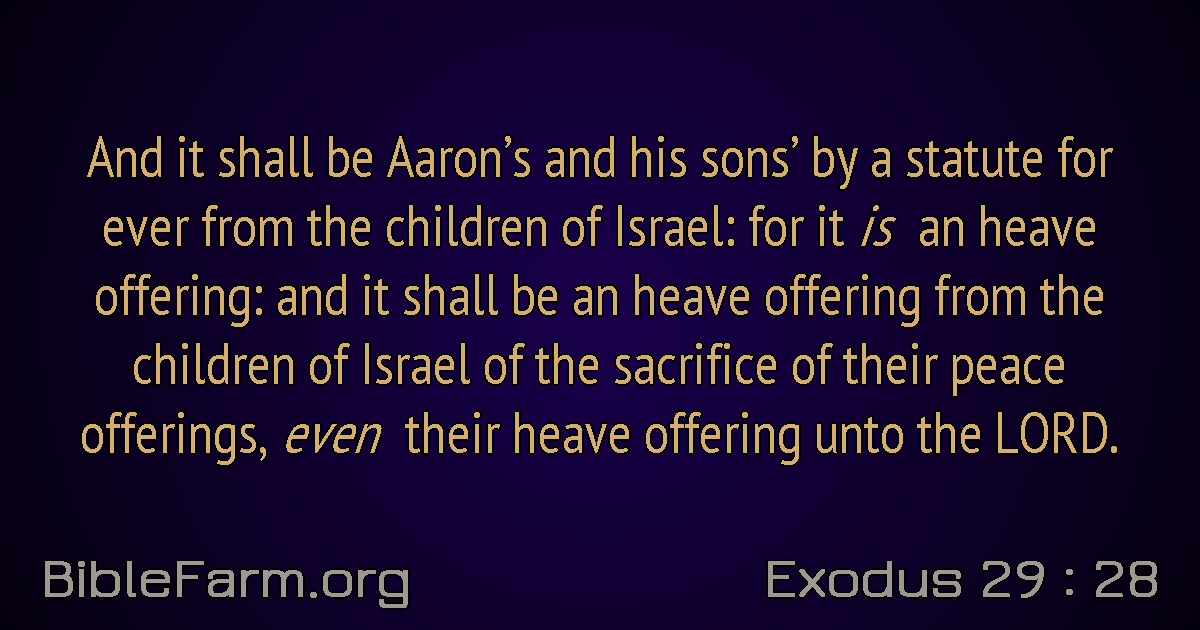 And it shall be Aaron’s and his sons’ by a statute for
ever from the children of Israel: for it is an heave
offering: and it shall be an heave offering from the
children of Israel of the sacrifice of their peace
offerings, even their heave offering unto the LORD.
BibleFarm.org
Exodus 29 : 28